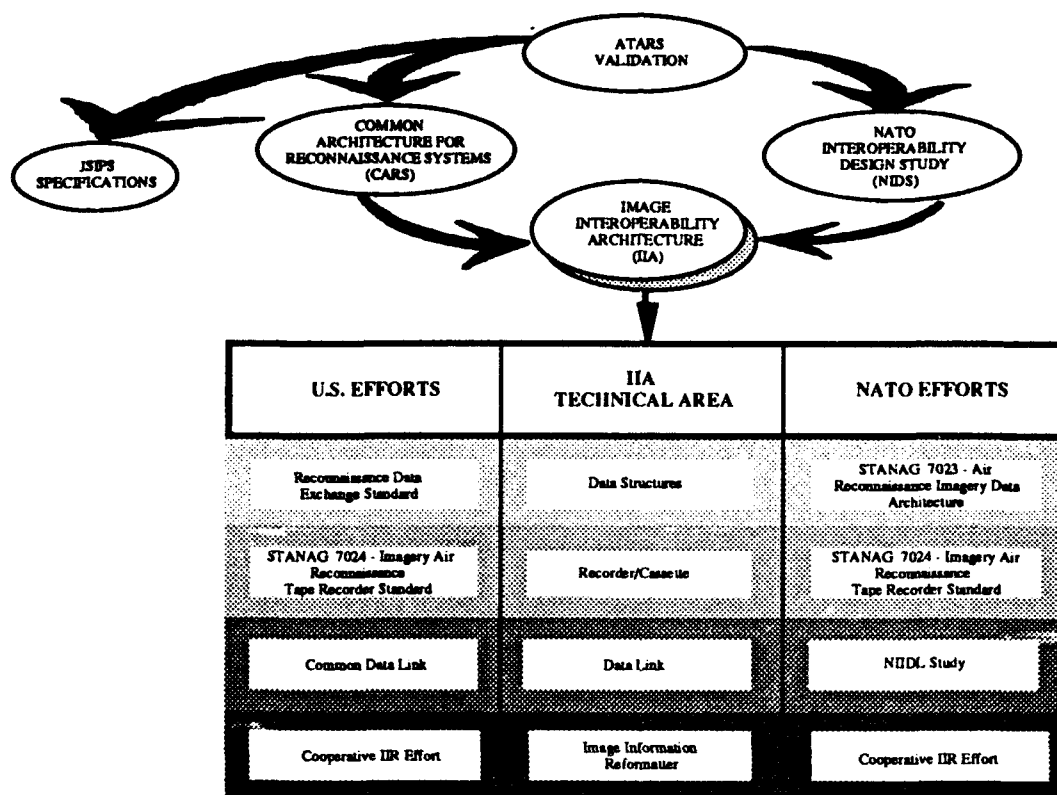 ATARS
VALIDATION
JSIPS
SPECIFICATIONS
COMMON
ARCHITECTURE FOR
RECONNAISSANCE SYSTEMS
(CARS)
NATO
INTEROPERABILITY
DESIGN STUDY
(NIDS)
IMAGE
INTEROPERABILITY
ARCHITECTURE
(IIA)
U.S. EFFORTS
IIA
TECHNICAL AREA
NATO EFFORTS
Reconnaissance Data
Exchange Standard
Data Structures
STANAG 7023 - Air
Reconnaissance Imagery Data
Architecture
STANAG 7024 - Imagery Air
Reconnaissance
Tape Recorder Standard
Recorder/Cassette
STANAG 7024 - Imagery Air
Reconnaissance
Tape Recorder Standard
Common Data Link
Data Link
NIIDL Study
Cooperative IIR Effort
Image Information
Reformatter
Cooperative IIR Effort